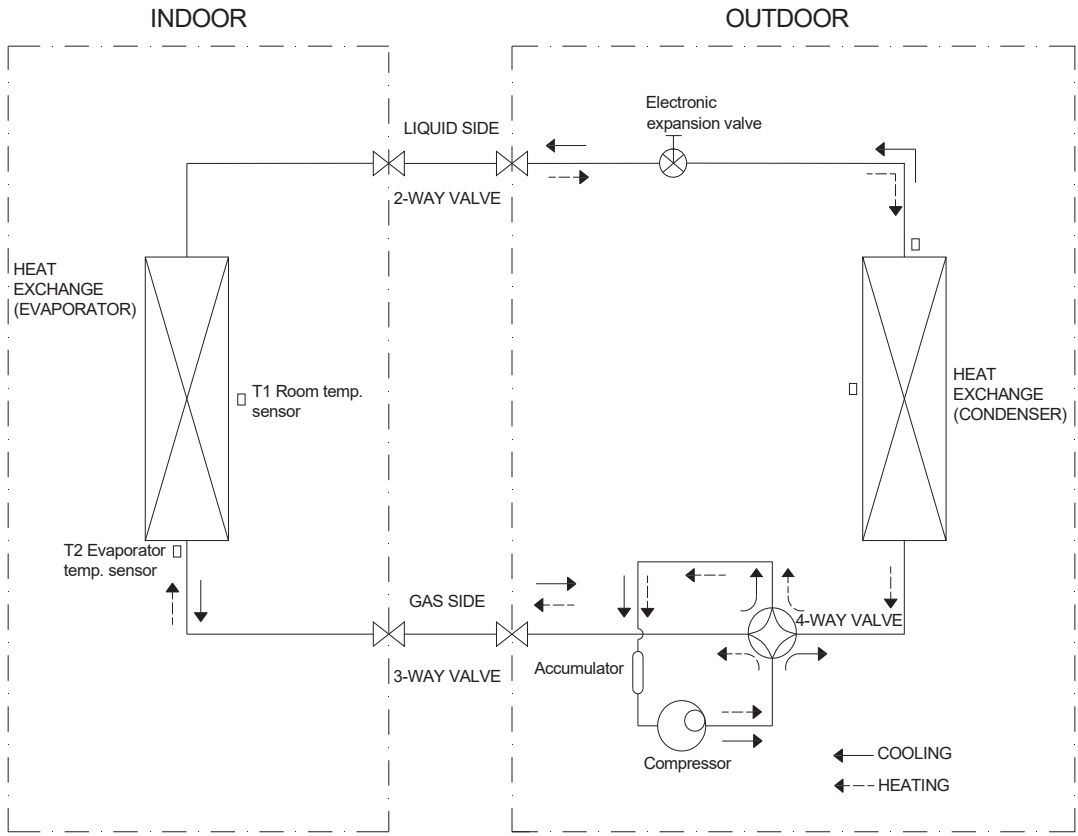 INDOOR
OUTDOOR
Electronic
expansion valve
LIQUID SIDE
2-WAY VALVE
HEAT
EXCHANGE
(EVAPORATOR)
T1 Room temp.
sensor
HEAT
EXCHANGE
(CONDENSER)
T2 Evaporator
temp. sensor
GAS SIDE
4-WAY VALVE
3-WAY VALVE
Accumulator
Compressor
COOLING
HEATING